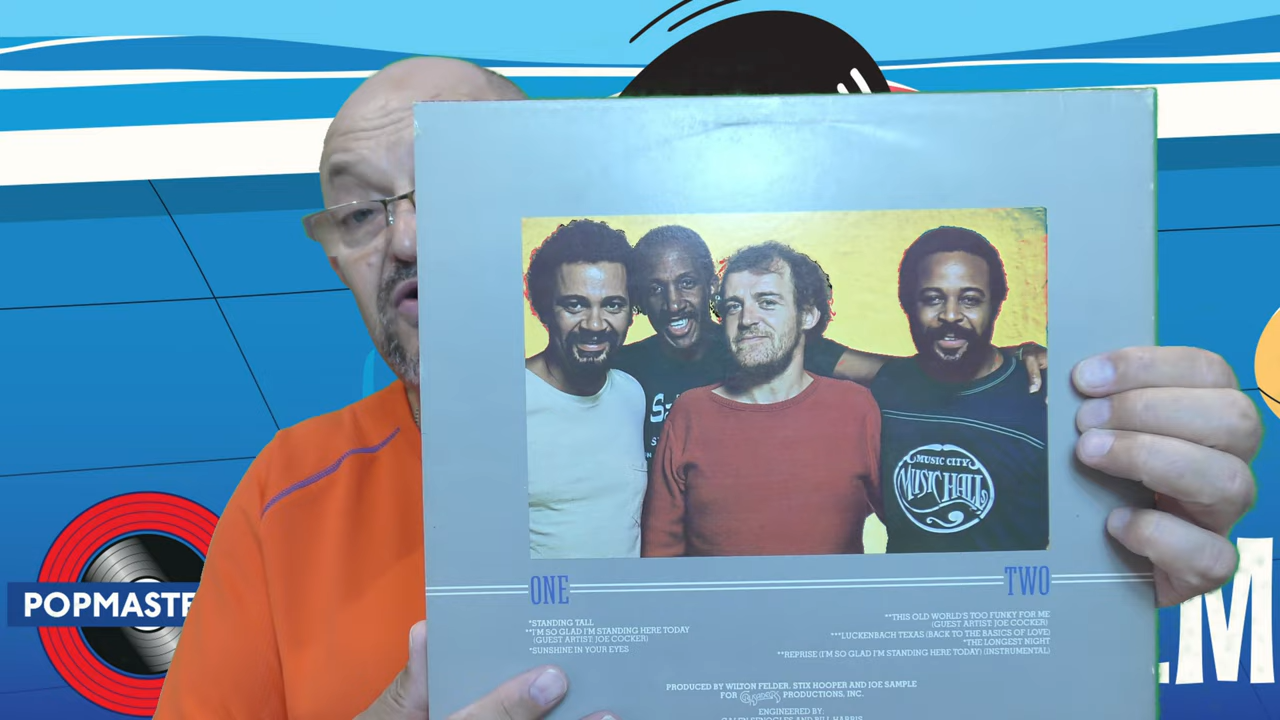 MUSIC CITY
MUSIC HALL
ONE
TWO
*STANDING TALL
**I'M SO GLAD I'M STANDING HERE TODAY
(GUEST ARTIST JOE COCKER)
*SUNSHINE IN YOUR EYES
**THIS OLD WORLD'S TOO FUNKY FOR ME
(GUEST ARTIST JOE COCKER)
***LUCKENBACH TEXAS (BACK TO THE BASICS OF LOVE)
*THE LONGEST NIGHT
**REPRISE (I'M SO GLAD I'M STANDING HERE TODAY) (INSTRUMENTAL)
PRODUCED BY WILTON FELDER, STIX HOOPER AND JOE SAMPLE
FOR PRODUCTIONS, INC.
ENGINEERED BY:
POPMASTE
M